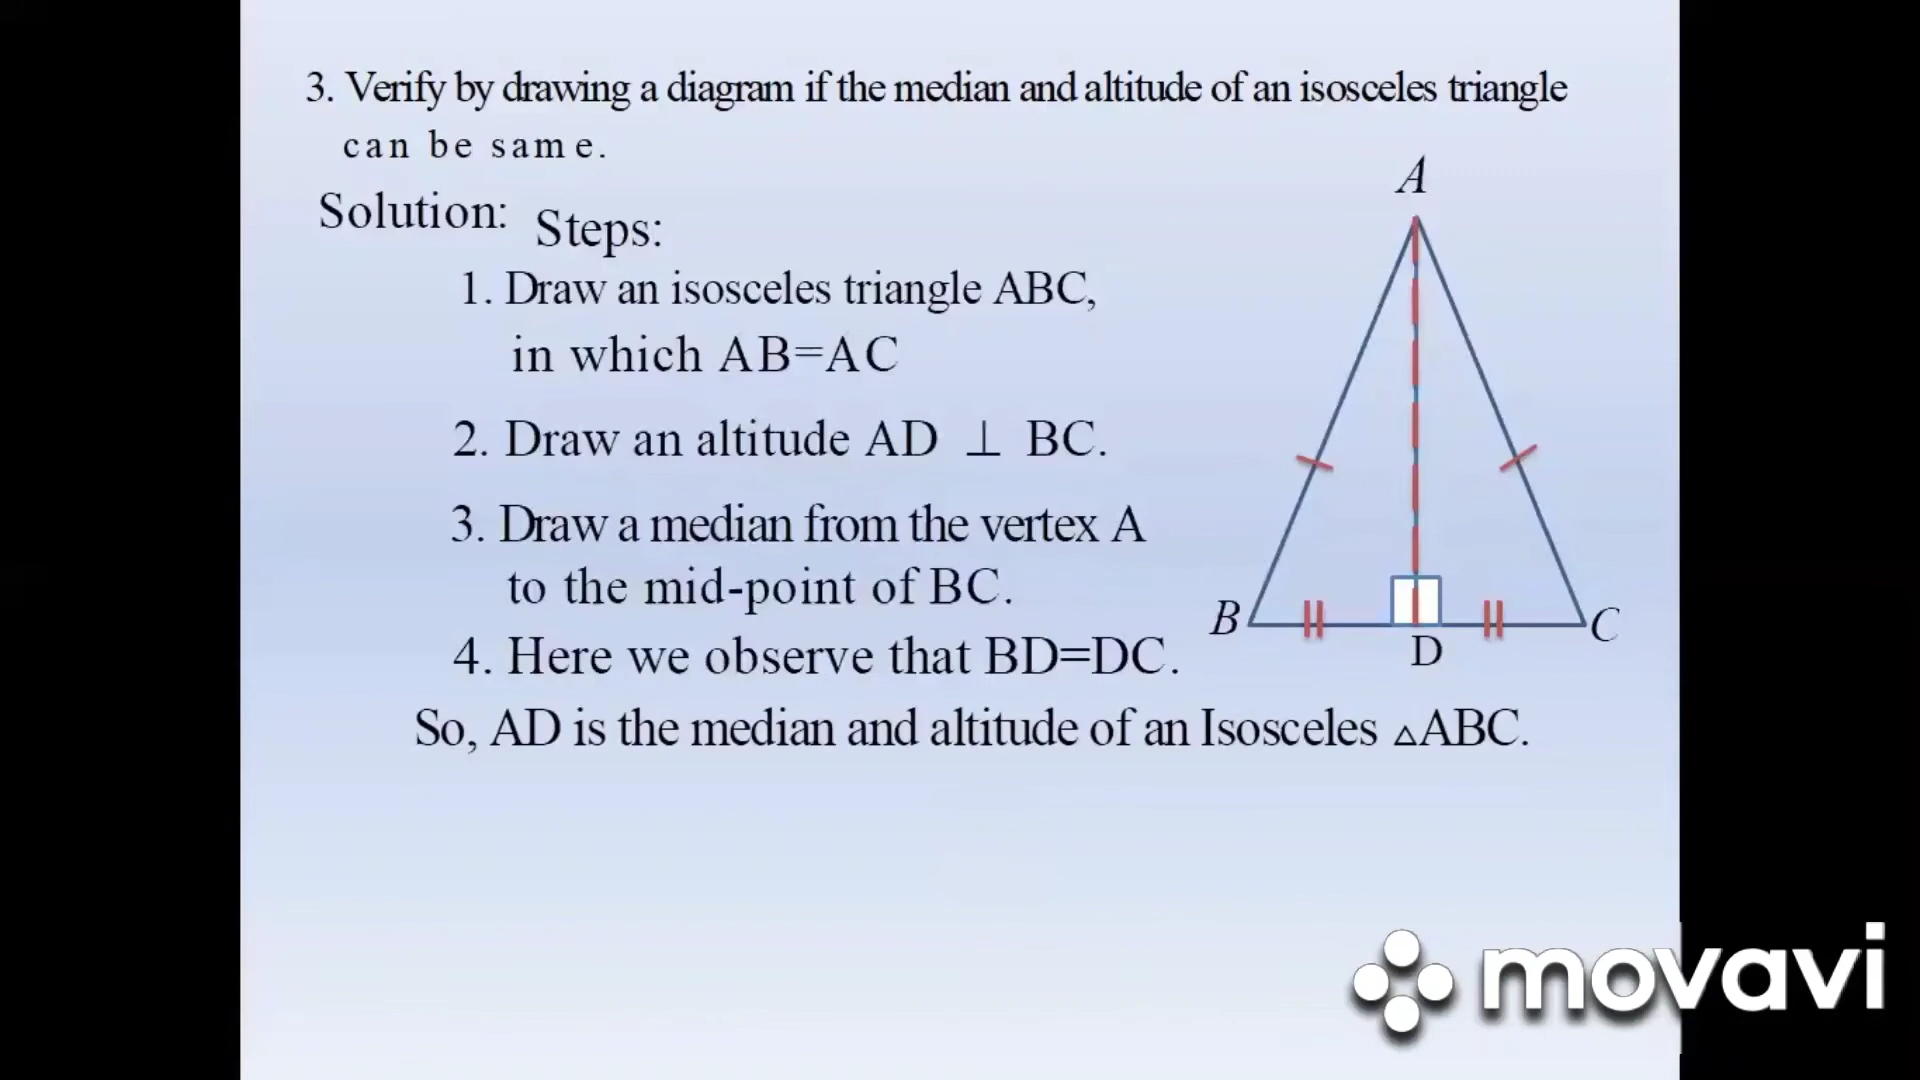 3. Verify by drawing a diagram if the median and altitude of an isosceles triangle
can be same.
Solution:
Steps:
1. Draw an isosceles triangle ABC,
in which AB=AC
2. Draw an altitude AD ⊥ BC.
3. Draw a median from the vertex A
to the mid-point of BC.
4. Here we observe that BD=DC.
So, AD is the median and altitude of an Isosceles △ABC.
A
B
D
C
movavi